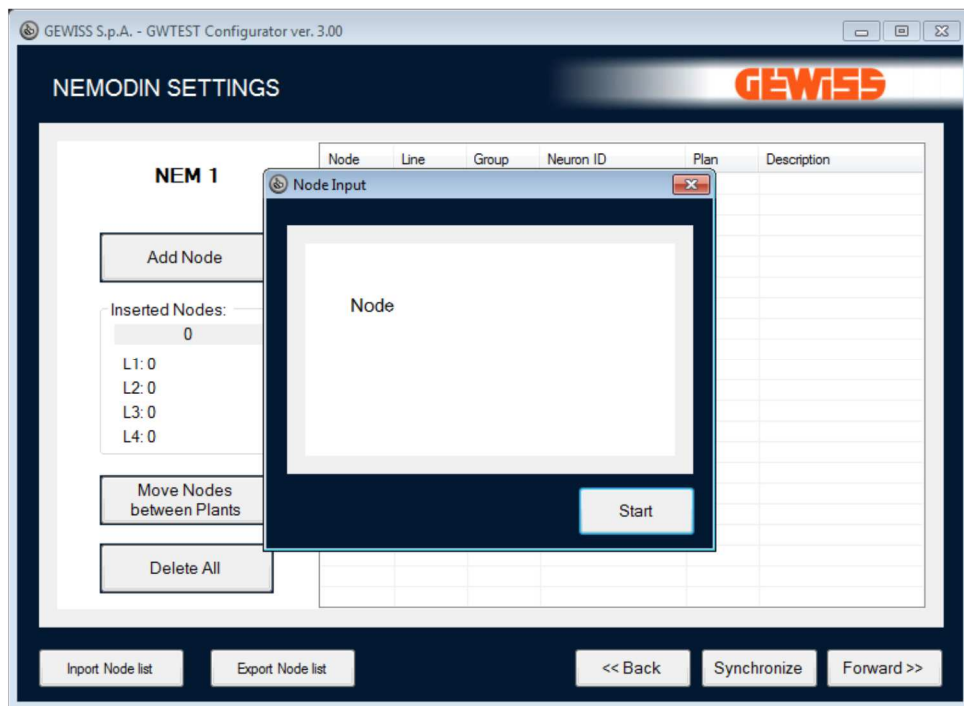 GEWISS S.p.A. - GWTEST Configurator ver. 3.00
NEMODIN SETTINGS
GEWISS
NEM 1
Node Line Group Neuron ID Plan Description
Node Input
Add Node
Node
Inserted Nodes:
0
L1: 0
L2: 0
L3: 0
L4: 0
Move Nodes
between Plants
Start
Delete All
Inport Node list
Export Node list
<< Back
Synchronize
Forward >>